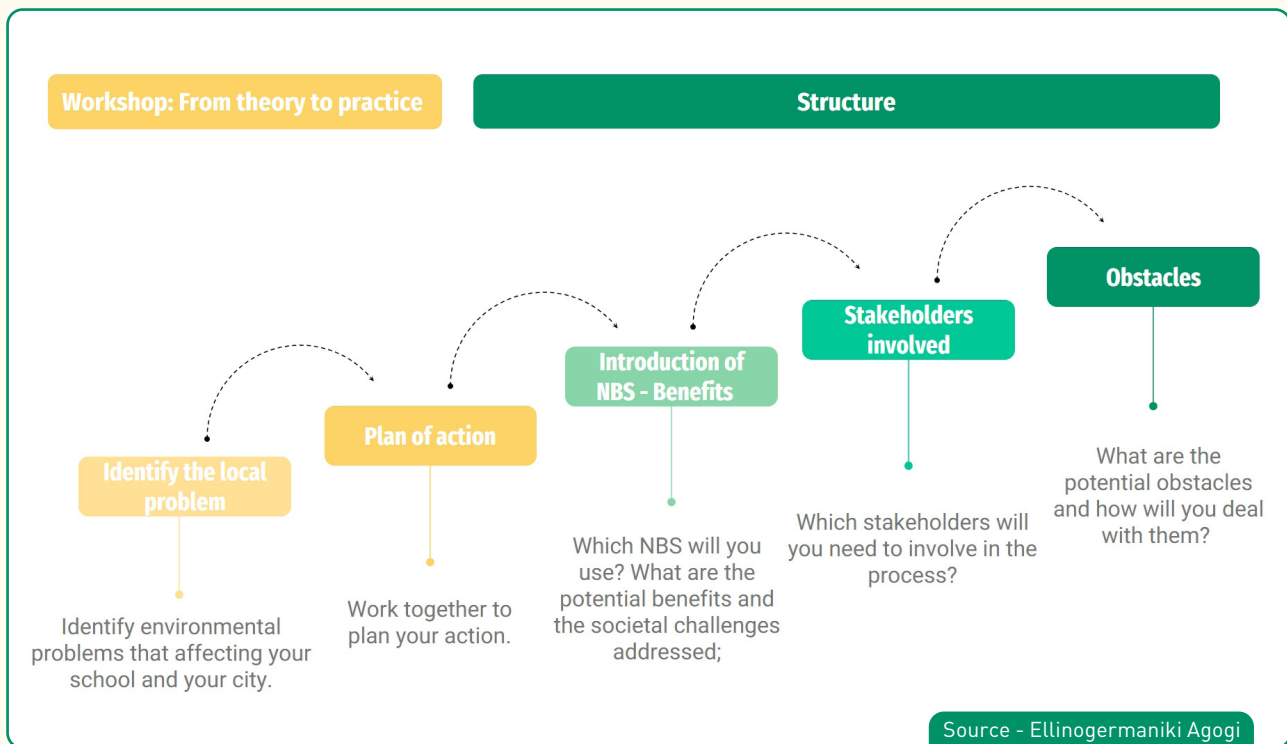 Workshop: From theory to practice
Structure
Identify the local
problem
Identify environmental
problems that affecting your
school and your city.
Plan of action
Work together to
plan your action.
Introduction of
NBS - Benefits
Which NBS will you
use? What are the
potential benefits and
the societal challenges
addressed;
Stakeholders
involved
Which stakeholders will
you need to involve in the
process?
Obstacles
What are the
potential obstacles
and how will you deal
with them?
Source - Ellinogermaniki Agogi